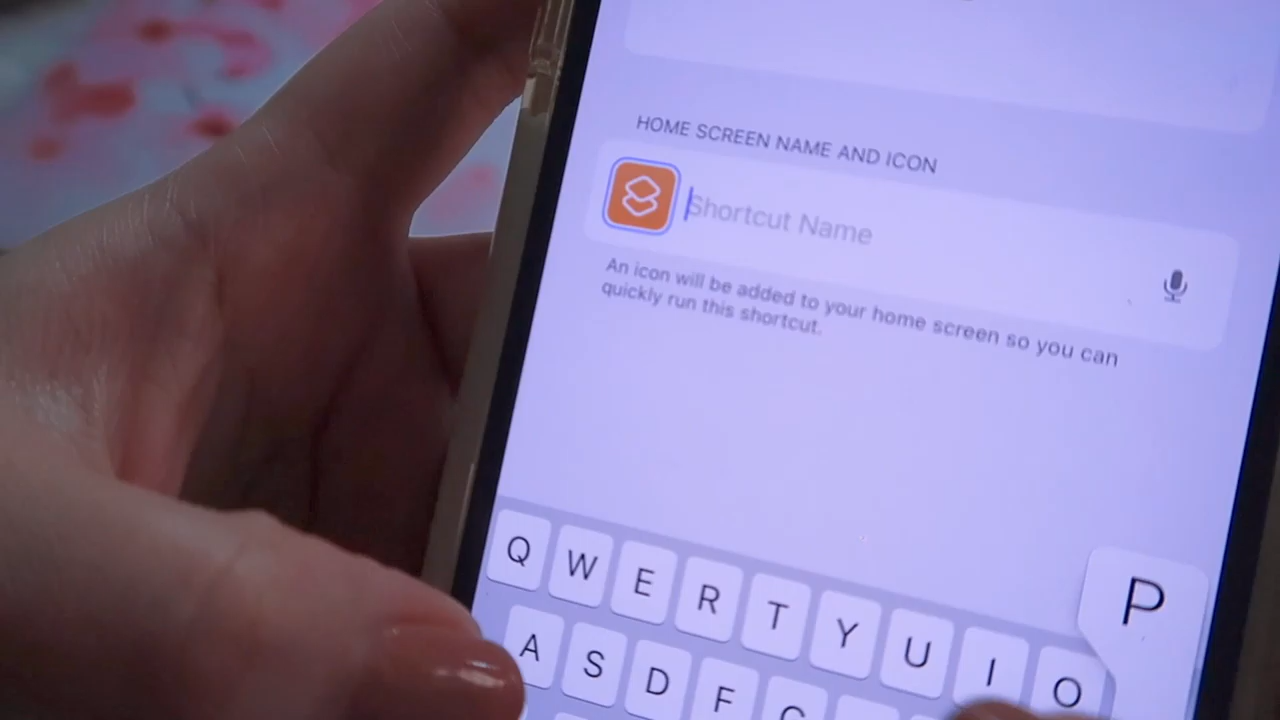 HOME SCREEN NAME AND ICON
Shortcut Name
An icon will be added to your home screen so you can
quickly run this shortcut.
Q W E R T Y U I O P
A S D F